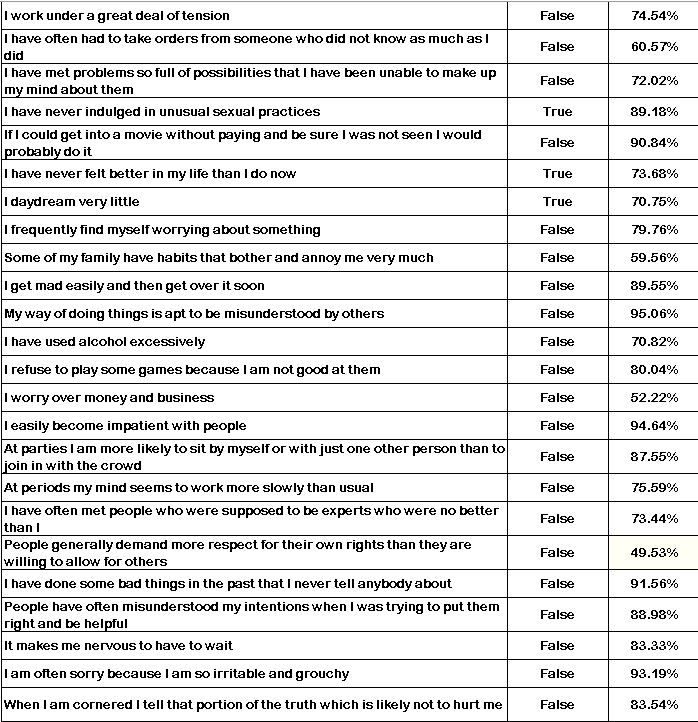 I work under a great deal of tension False 74.54%
I have often had to take orders from someone who did not know as much as I
did False 60.57%
I have met problems so full of possibilities that I have been unable to make up
my mind about them False 72.02%
I have never indulged in unusual sexual practices True 89.18%
If I could get into a movie without paying and be sure I was not seen I would
probably do it False 90.84%
I have never felt better in my life than I do now True 73.68%
I daydream very little True 70.75%
I frequently find myself worrying about something False 79.76%
Some of my family have habits that bother and annoy me very much False 59.56%
I get mad easily and then get over it soon False 89.55%
My way of doing things is apt to be misunderstood by others False 95.06%
I have used alcohol excessively False 70.82%
I refuse to play some games because I am not good at them False 80.04%
I worry over money and business False 52.22%
I easily become impatient with people False 94.64%
At parties I am more likely to sit by myself or with just one other person than to
join in with the crowd False 87.55%
At periods my mind seems to work more slowly than usual False 75.59%
I have often met people who were supposed to be experts who were no better
than I False 73.44%
People generally demand more respect for their own rights than they are
willing to allow for others False 49.53%
I have done some bad things in the past that I never tell anybody about False 91.56%
People have often misunderstood my intentions when I was trying to put them
right and be helpful False 88.98%
It makes me nervous to have to wait False 83.33%
I am often sorry because I am so irritable and grouchy False 93.19%
When I am cornered I tell that portion of the truth which is likely not to hurt me False 83.54%